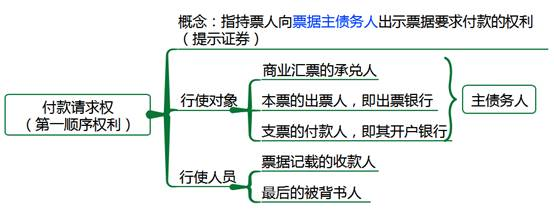 付款请求权
（第一顺序权利）
概念：指持票人向票据主债务人出示票据要求付款的权利
（提示证券）
行使对象
商业汇票的承兑人
本票的出票人，即出票银行
支票的付款人，即其开户银行
主债务人
行使人员
票据记载的收款人
最后的被背书人